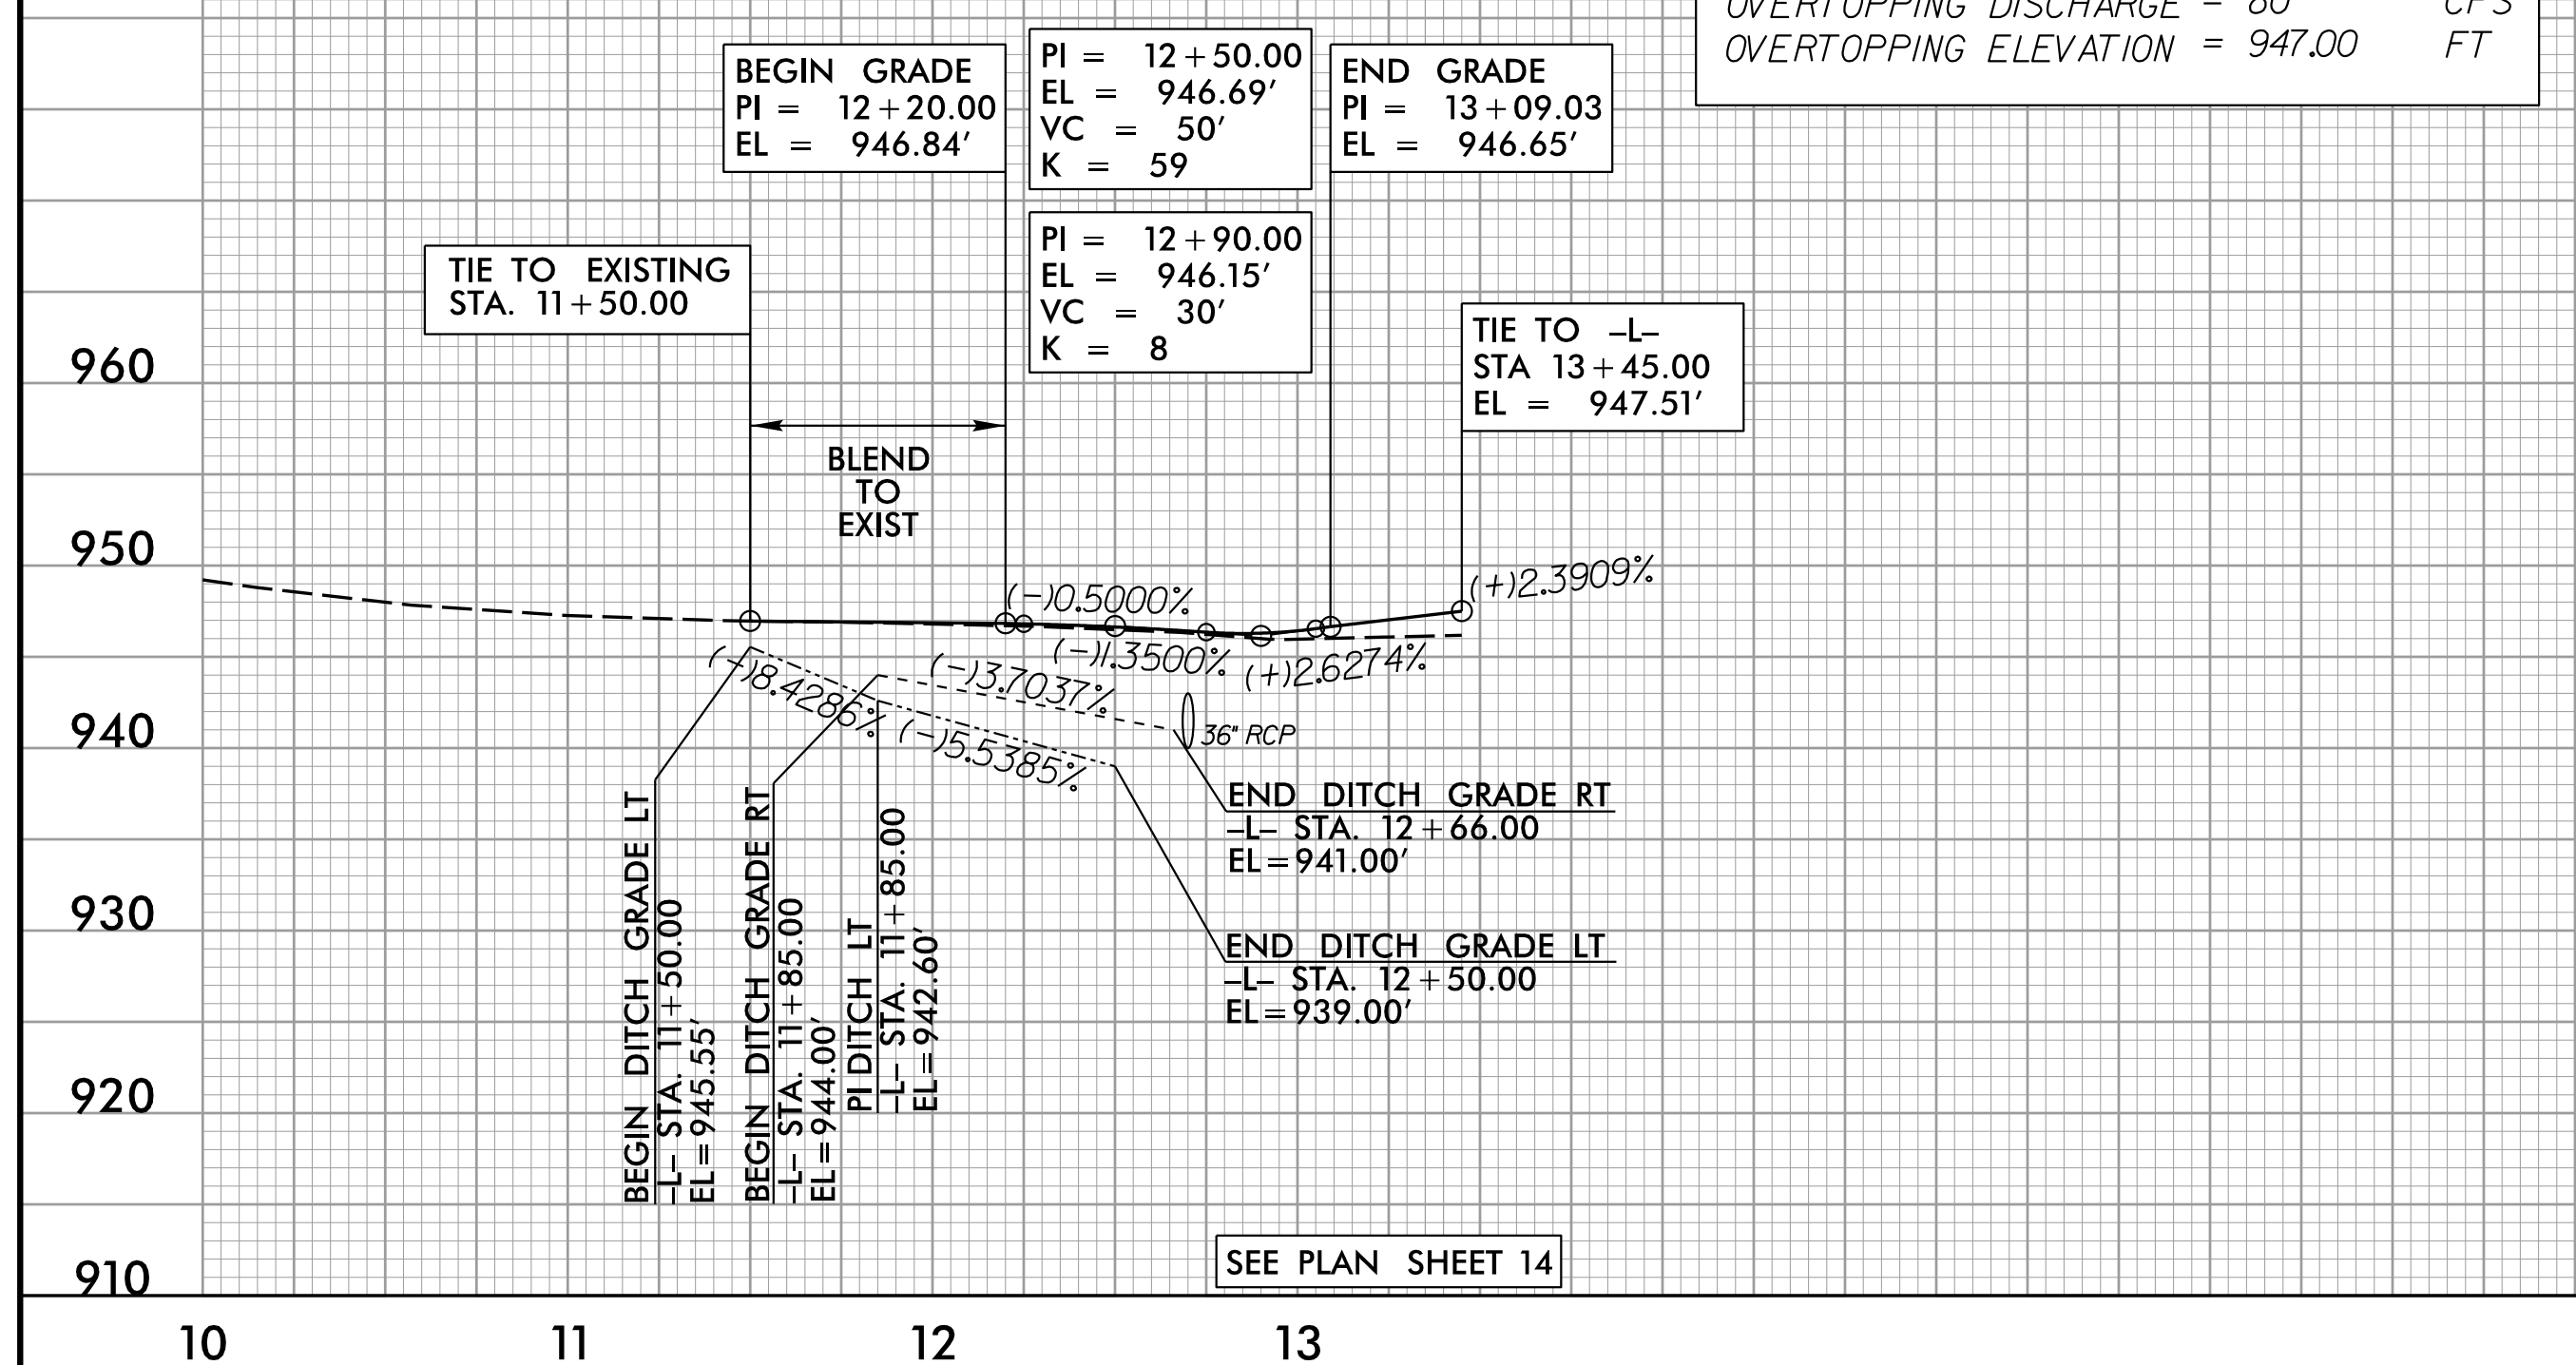 OVERTOPPING DISCHARGE = 80 CFS
OVERTOPPING ELEVATION = 947.00 FT
BEGIN GRADE
PI = 12+20.00
EL = 946.84'
PI = 12+50.00
EL = 946.69'
VC = 50'
K = 59
END GRADE
PI = 13+09.03
EL = 946.65'
PI = 12+90.00
EL = 946.15'
VC = 30'
K = 8
TIE TO EXISTING
STA. 11+50.00
TIE TO -L-
STA 13+45.00
EL = 947.51'
BLEND
TO
EXIST
960
950
940
930
920
910
(-)0.5000%
(+)2.3909%
(-)1.3500%
(+)2.6274%
(-)8.4286%
(-)3.7037%
(-)5.5385%
36" RCP
END DITCH GRADE RT
-L- STA. 12+66.00
EL=941.00'
END DITCH GRADE LT
-L- STA. 12+50.00
EL=939.00'
BEGIN DITCH GRADE LT
-L- STA. 11+50.00
EL=945.55'
BEGIN DITCH GRADE RT
-L- STA. 11+85.00
EL=944.00'
PI DITCH LT
-L- STA. 11+85.00
EL=942.60'
SEE PLAN SHEET 14
10 11 12 13